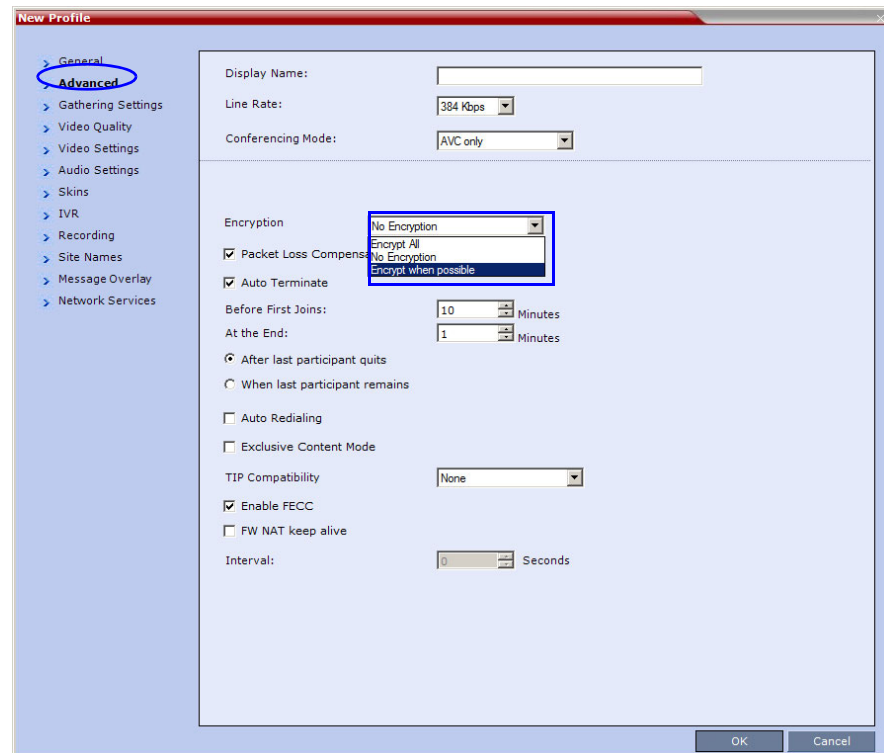 New Profile
General
Advanced
Gathering Settings
Video Quality
Video Settings
Audio Settings
Skins
IVR
Recording
Site Names
Message Overlay
Network Services
Display Name:
Line Rate: 384 Kbps
Conferencing Mode: AVC only
Encryption No Encryption
Encrypt All
No Encryption
Encrypt when possible
Packet Loss Compensa
Auto Terminate
Before First Joins: 10 Minutes
At the End: 1 Minutes
After last participant quits
When last participant remains
Auto Redialing
Exclusive Content Mode
TIP Compatibility None
Enable FECC
FW NAT keep alive
Interval: 0 Seconds
OK Cancel